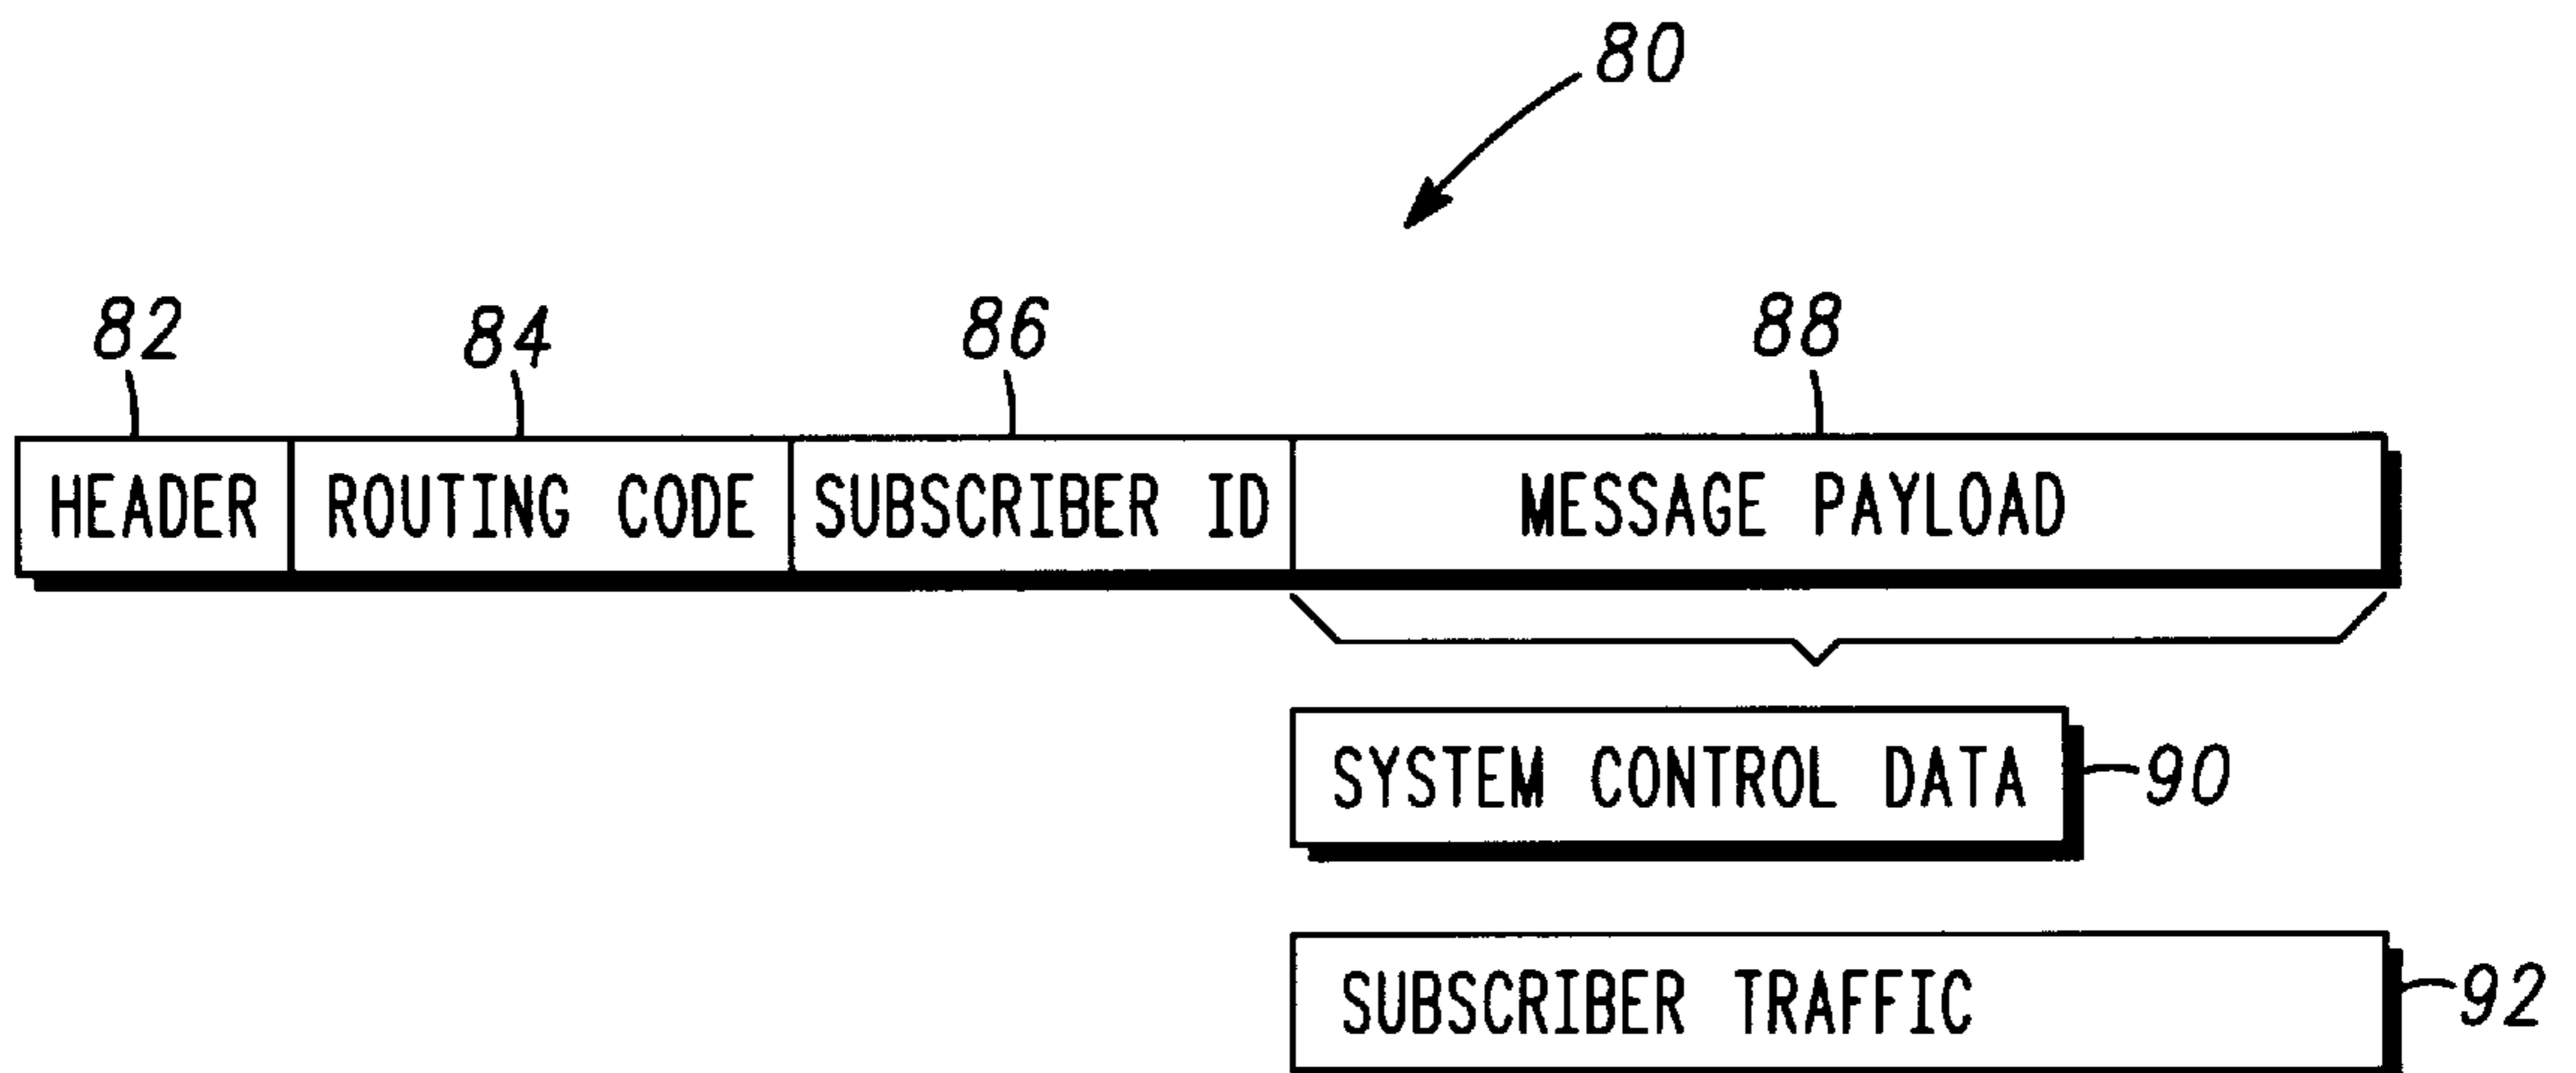 80
82 84 86 88
HEADER ROUTING CODE SUBSCRIBER ID MESSAGE PAYLOAD
SYSTEM CONTROL DATA 90
SUBSCRIBER TRAFFIC 92